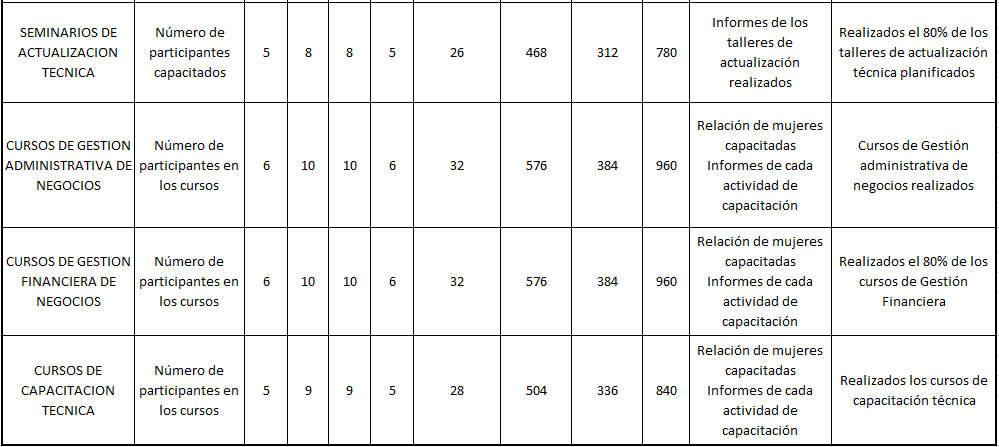 SEMINARIOS DE
ACTUALIZACION
TECNICA
Número de
participantes
capacitados
5
8
8
5
26
468
312
780
Informes de los
talleres de
actualización
realizados
Realizados el 80% de los
talleres de actualización
técnica planificados
CURSOS DE GESTION
ADMINISTRATIVA DE
NEGOCIOS
Número de
participantes en
los cursos
6
10
10
6
32
576
384
960
Relación de mujeres
capacitadas
Informes de cada
actividad de
capacitación
Cursos de Gestión
administrativa de
negocios realizados
CURSOS DE GESTION
FINANCIERA DE
NEGOCIOS
Número de
participantes en
los cursos
6
10
10
6
32
576
384
960
Relación de mujeres
capacitadas
Informes de cada
actividad de
capacitación
Realizados el 80% de los
cursos de Gestión
Financiera
CURSOS DE
CAPACITACION
TECNICA
Número de
participantes en
los cursos
5
9
9
5
28
504
336
840
Relación de mujeres
capacitadas
Informes de cada
actividad de
capacitación
Realizados los cursos de
capacitación técnica